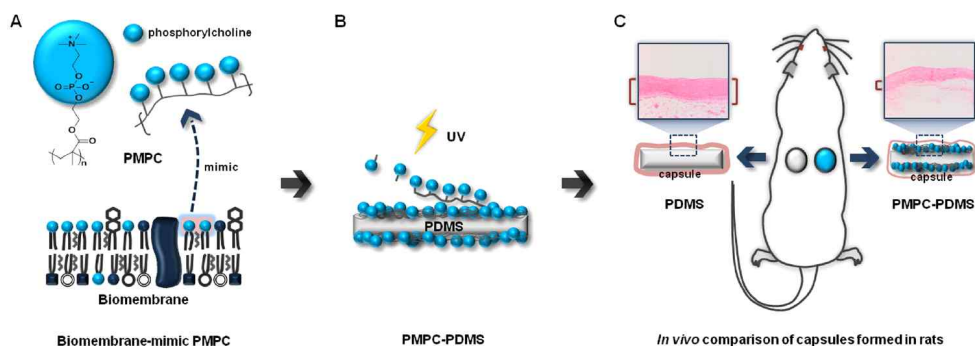 A
phosphorylcholine
N+
O
O=P-O-
O
O
O
n
PMPC
mimic
Biomembrane
Biomembrane-mimic PMPC
B
UV
PDMS
PMPC-PDMS
C
capsule
PDMS
capsule
PMPC-PDMS
In vivo comparison of capsules formed in rats